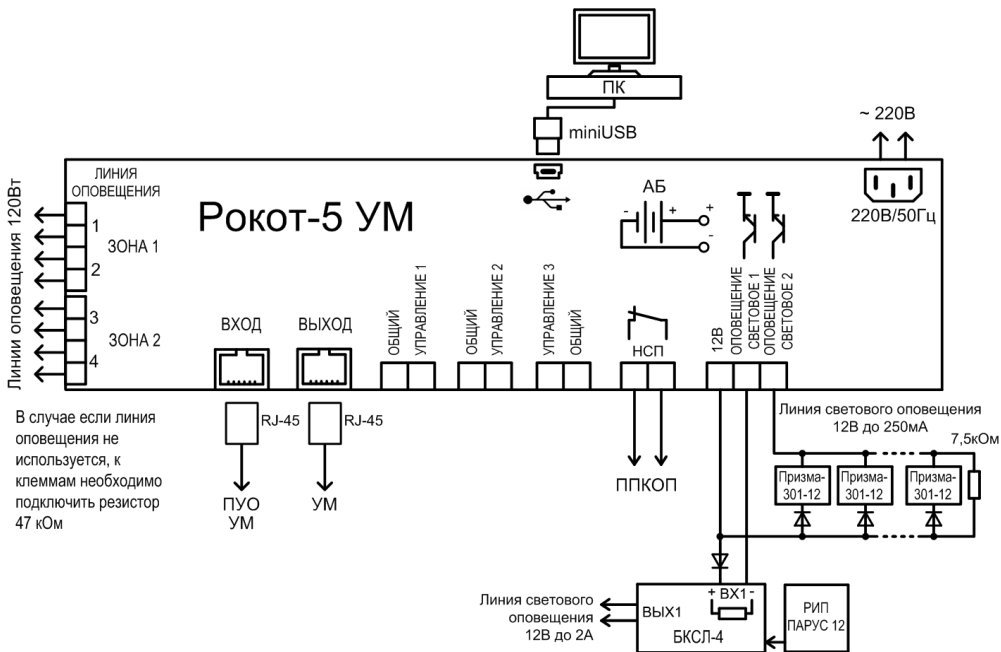 ПК
miniUSB
~ 220В
ЛИНИЯ
ОПОВЕЩЕНИЯ
Линии оповещения 120Вт
1
ЗОНА 1
2
3
ЗОНА 2
4
Рокот-5 УМ
АБ
- +
+
-
220В/50Гц
ВХОД
ВЫХОД
ОБЩИЙ
УПРАВЛЕНИЕ 1
ОБЩИЙ
УПРАВЛЕНИЕ 2
УПРАВЛЕНИЕ 3
ОБЩИЙ
НСП
12В
ОПОВЕЩЕНИЕ
СВЕТОВОЕ 1
ОПОВЕЩЕНИЕ
СВЕТОВОЕ 2
В случае если линия
оповещения не
используется, к
клеммам необходимо
подключить резистор
47 кОм
RJ-45
RJ-45
ПУО
УМ
УМ
ППКОП
Линия светового оповещения
12В до 250мА
7,5кОм
Призма-
301-12
Призма-
301-12
Призма-
301-12
Линия светового
оповещения
12В до 2А
ВЫХ1
+ ВХ1 -
БКСЛ-4
РИП
ПАРУС 12